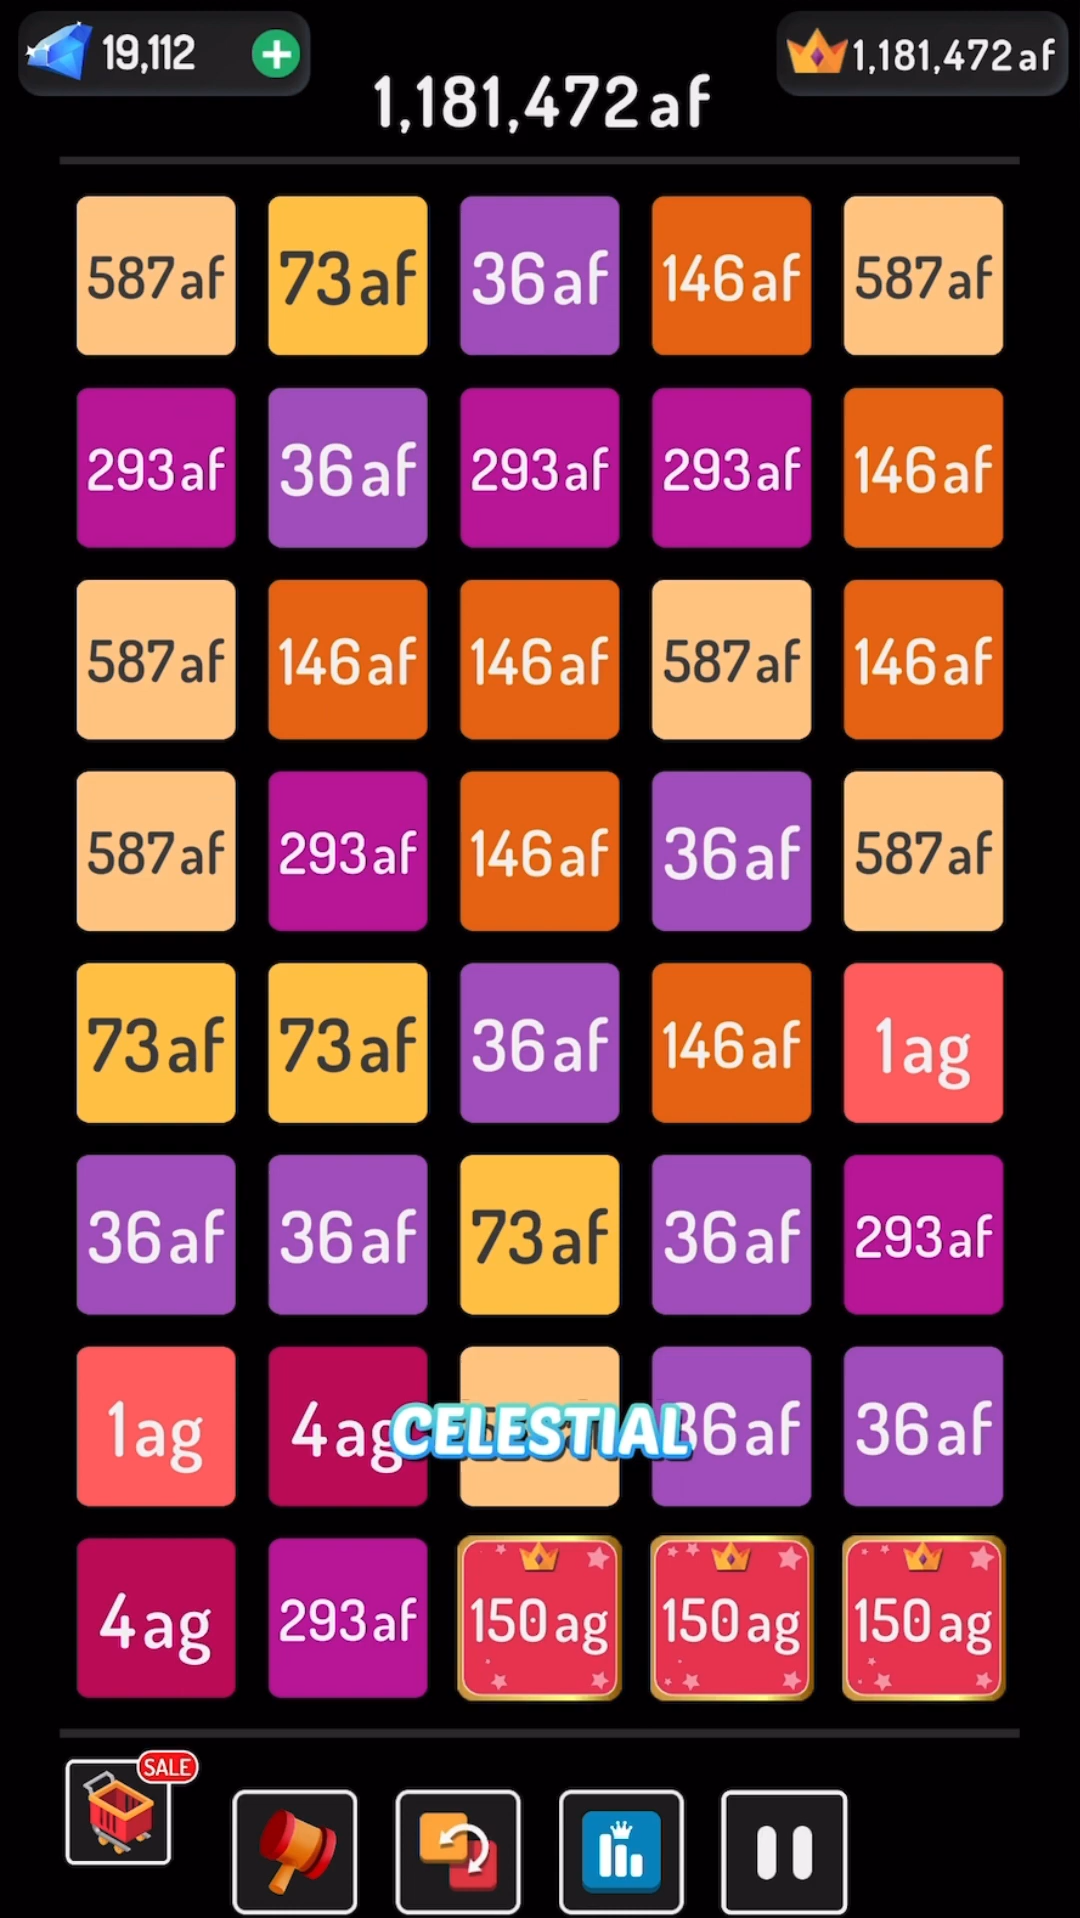 19,112
1,181,472af
1,181,472af
587af 73af 36af 146af 587af
293af 36af 293af 293af 146af
587af 146af 146af 587af 146af
587af 293af 146af 36af 587af
73af 73af 36af 146af 1ag
36af 36af 73af 36af 293af
1ag 4ag CELESTIAL 36af 36af
4ag 293af 150ag 150ag 150ag
SALE